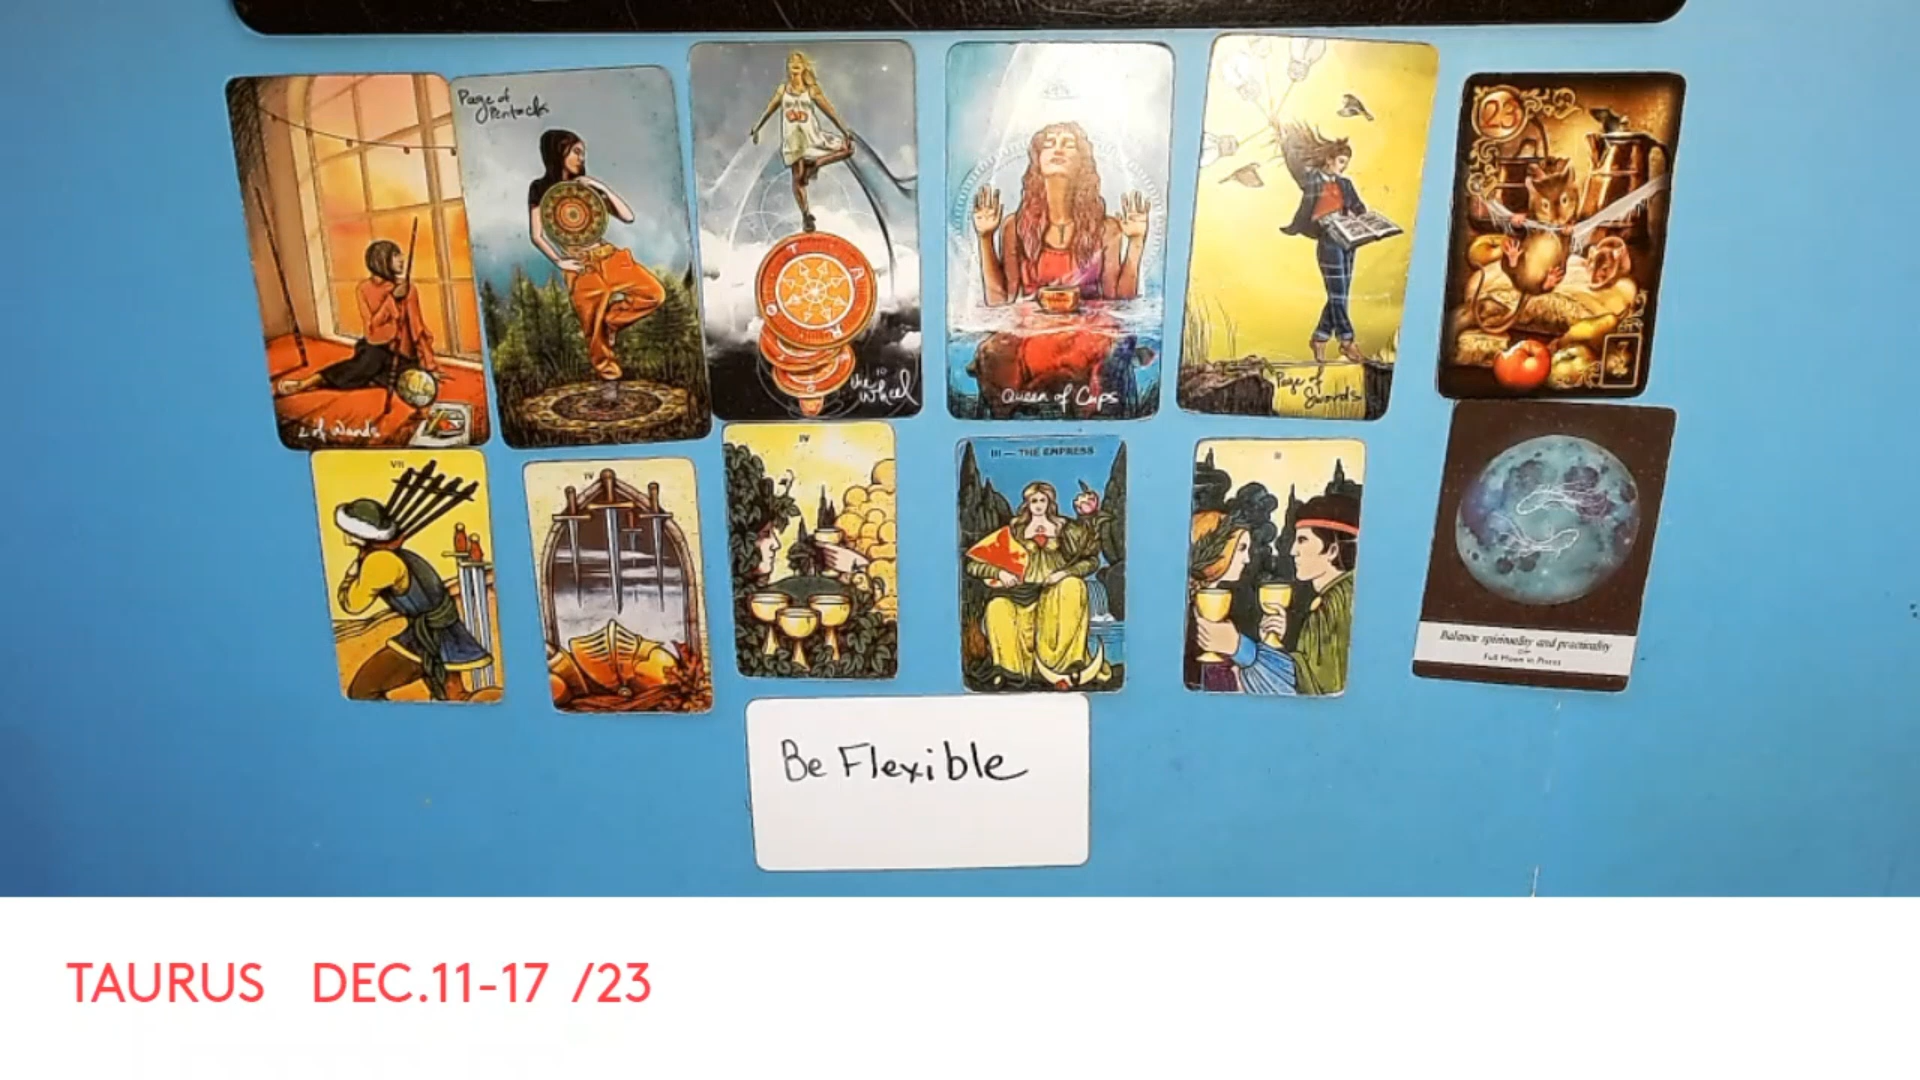 2 of Wands
Page of
Pentacles
T
A
R
O
10
the Wheel
Queen of Cups
Page of
Swords
23
VII
IV
IV
III — THE EMPRESS
II
Balance spirituality and practicality
Full Moon in Pisces
Be Flexible
TAURUS DEC.11-17 /23